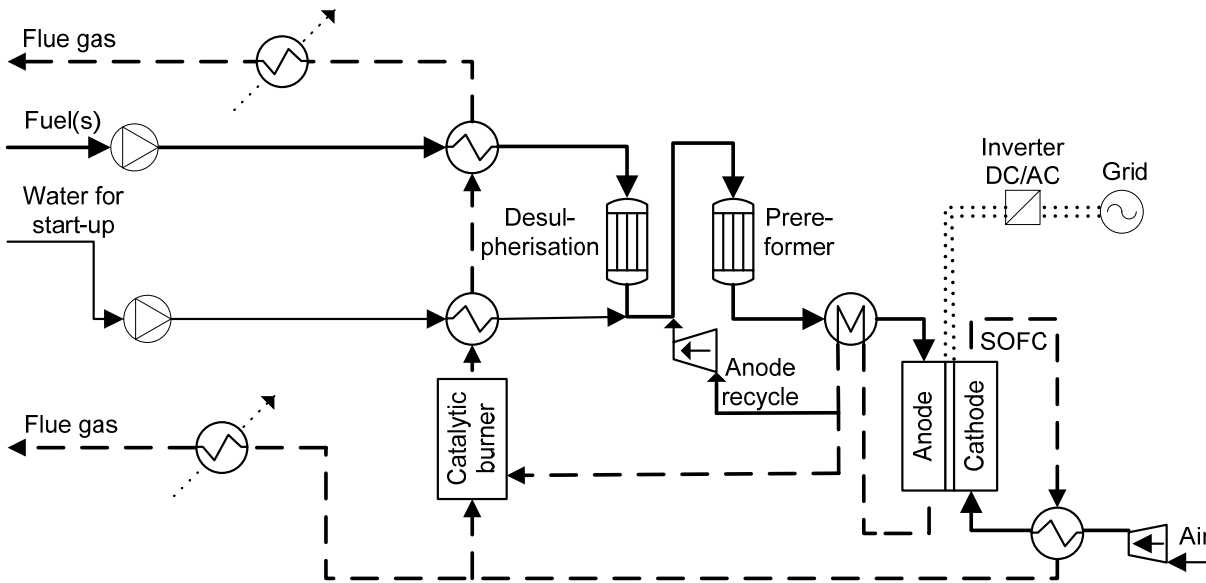 Flue gas
Fuel(s)
Water for
start-up
Desul-
pherisation
Prere-
former
Inverter
DC/AC
Grid
SOFC
Anode
recycle
Flue gas
Catalytic
burner
Anode
Cathode
Air